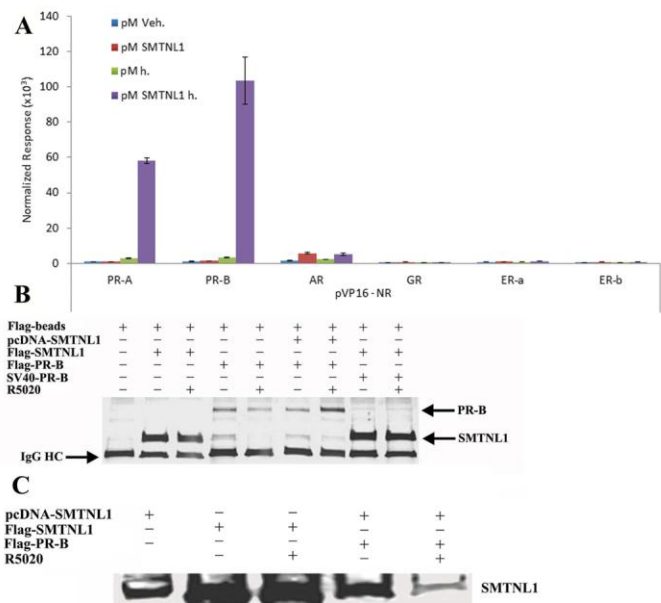 A
Normalized Response (x10³)
140
120
100
80
60
40
20
0
pM Veh.
pM SMTNL1
pM h.
pM SMTNL1 h.
PR-A PR-B AR GR ER-a ER-b
pVP16 - NR
B
Flag-beads + + + + + + + + +
pcDNA-SMTNL1 − − − − − + + − −
Flag-SMTNL1 − + + − − − − + +
Flag-PR-B − − − + + + + − −
SV40-PR-B − − − − − − − + +
R5020 − − + − + − + − +
PR-B
SMTNL1
IgG HC
C
pcDNA-SMTNL1 + − − + +
Flag-SMTNL1 − + + − −
Flag-PR-B − − − + +
R5020 − − + − +
SMTNL1